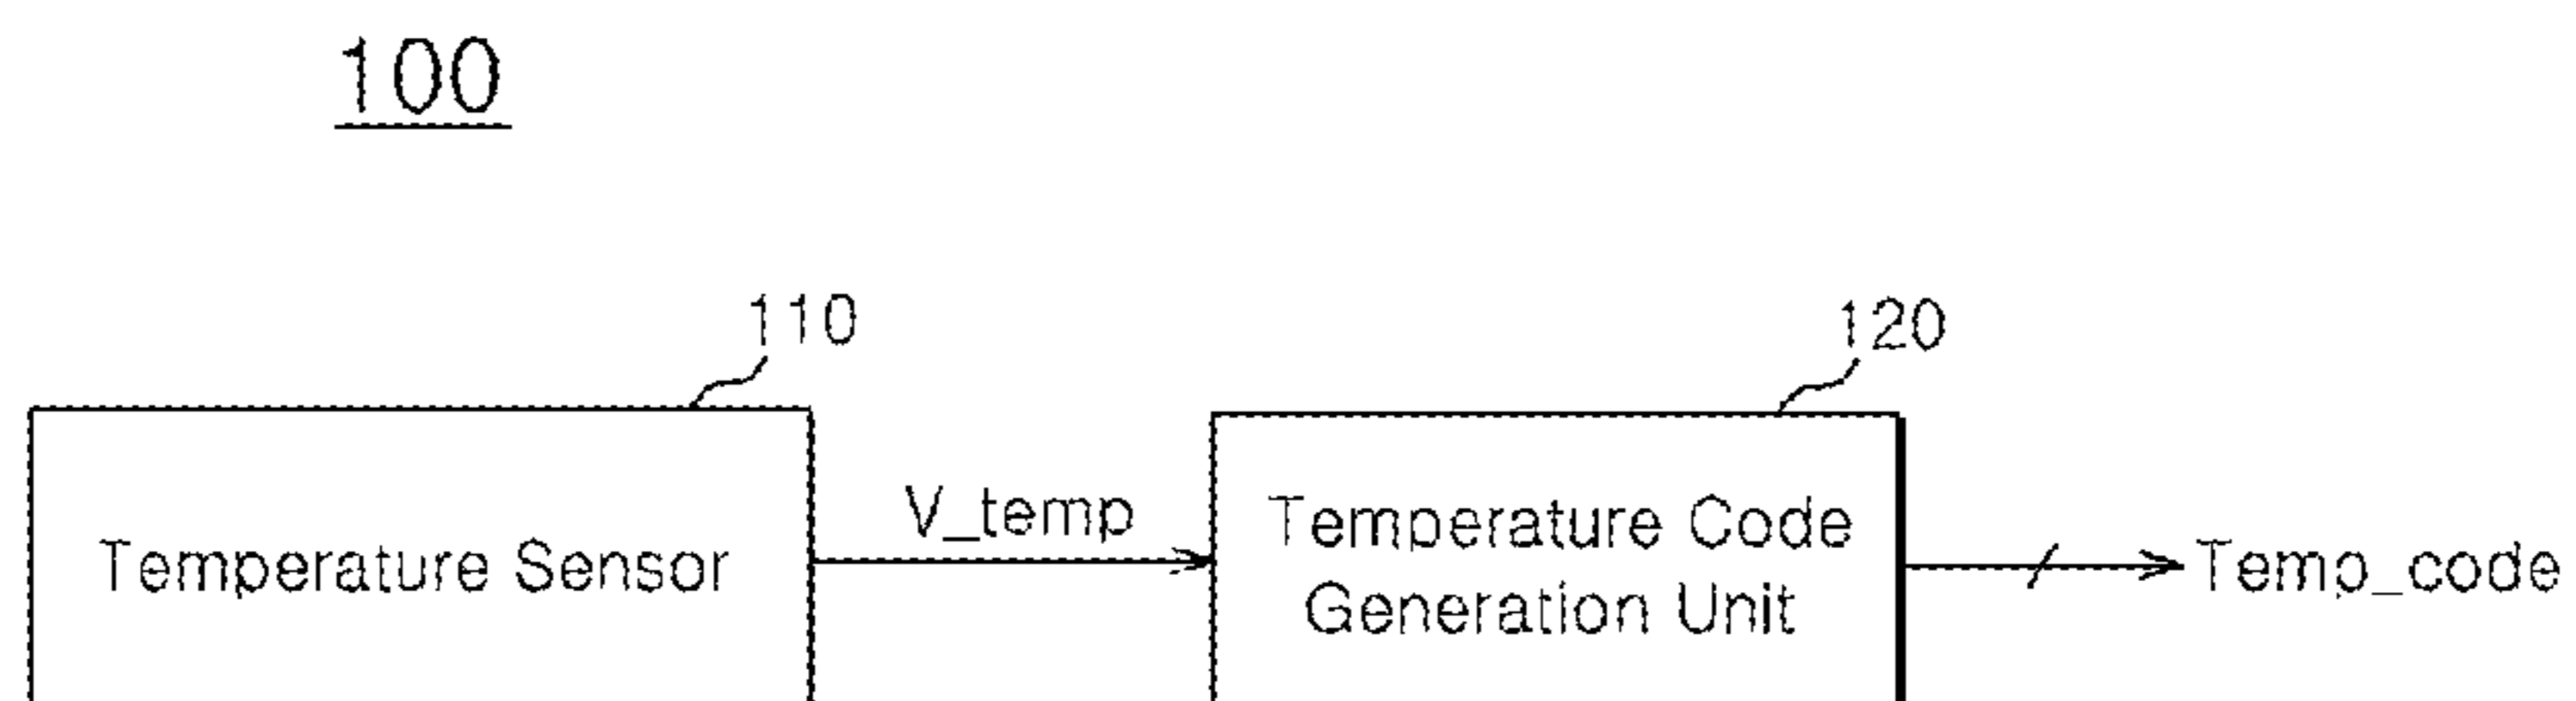 100
110
120
Temperature Sensor
V_temp
Temperature Code
Generation Unit
Temp_code